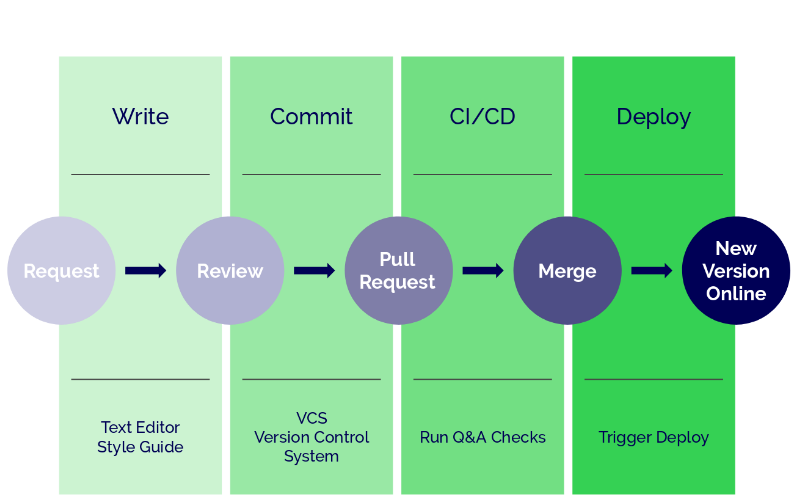 Write
Commit
CI/CD
Deploy
Request
Review
Pull
Request
Merge
New
Version
Online
Text Editor
Style Guide
VCS
Version Control
System
Run Q&A Checks
Trigger Deploy